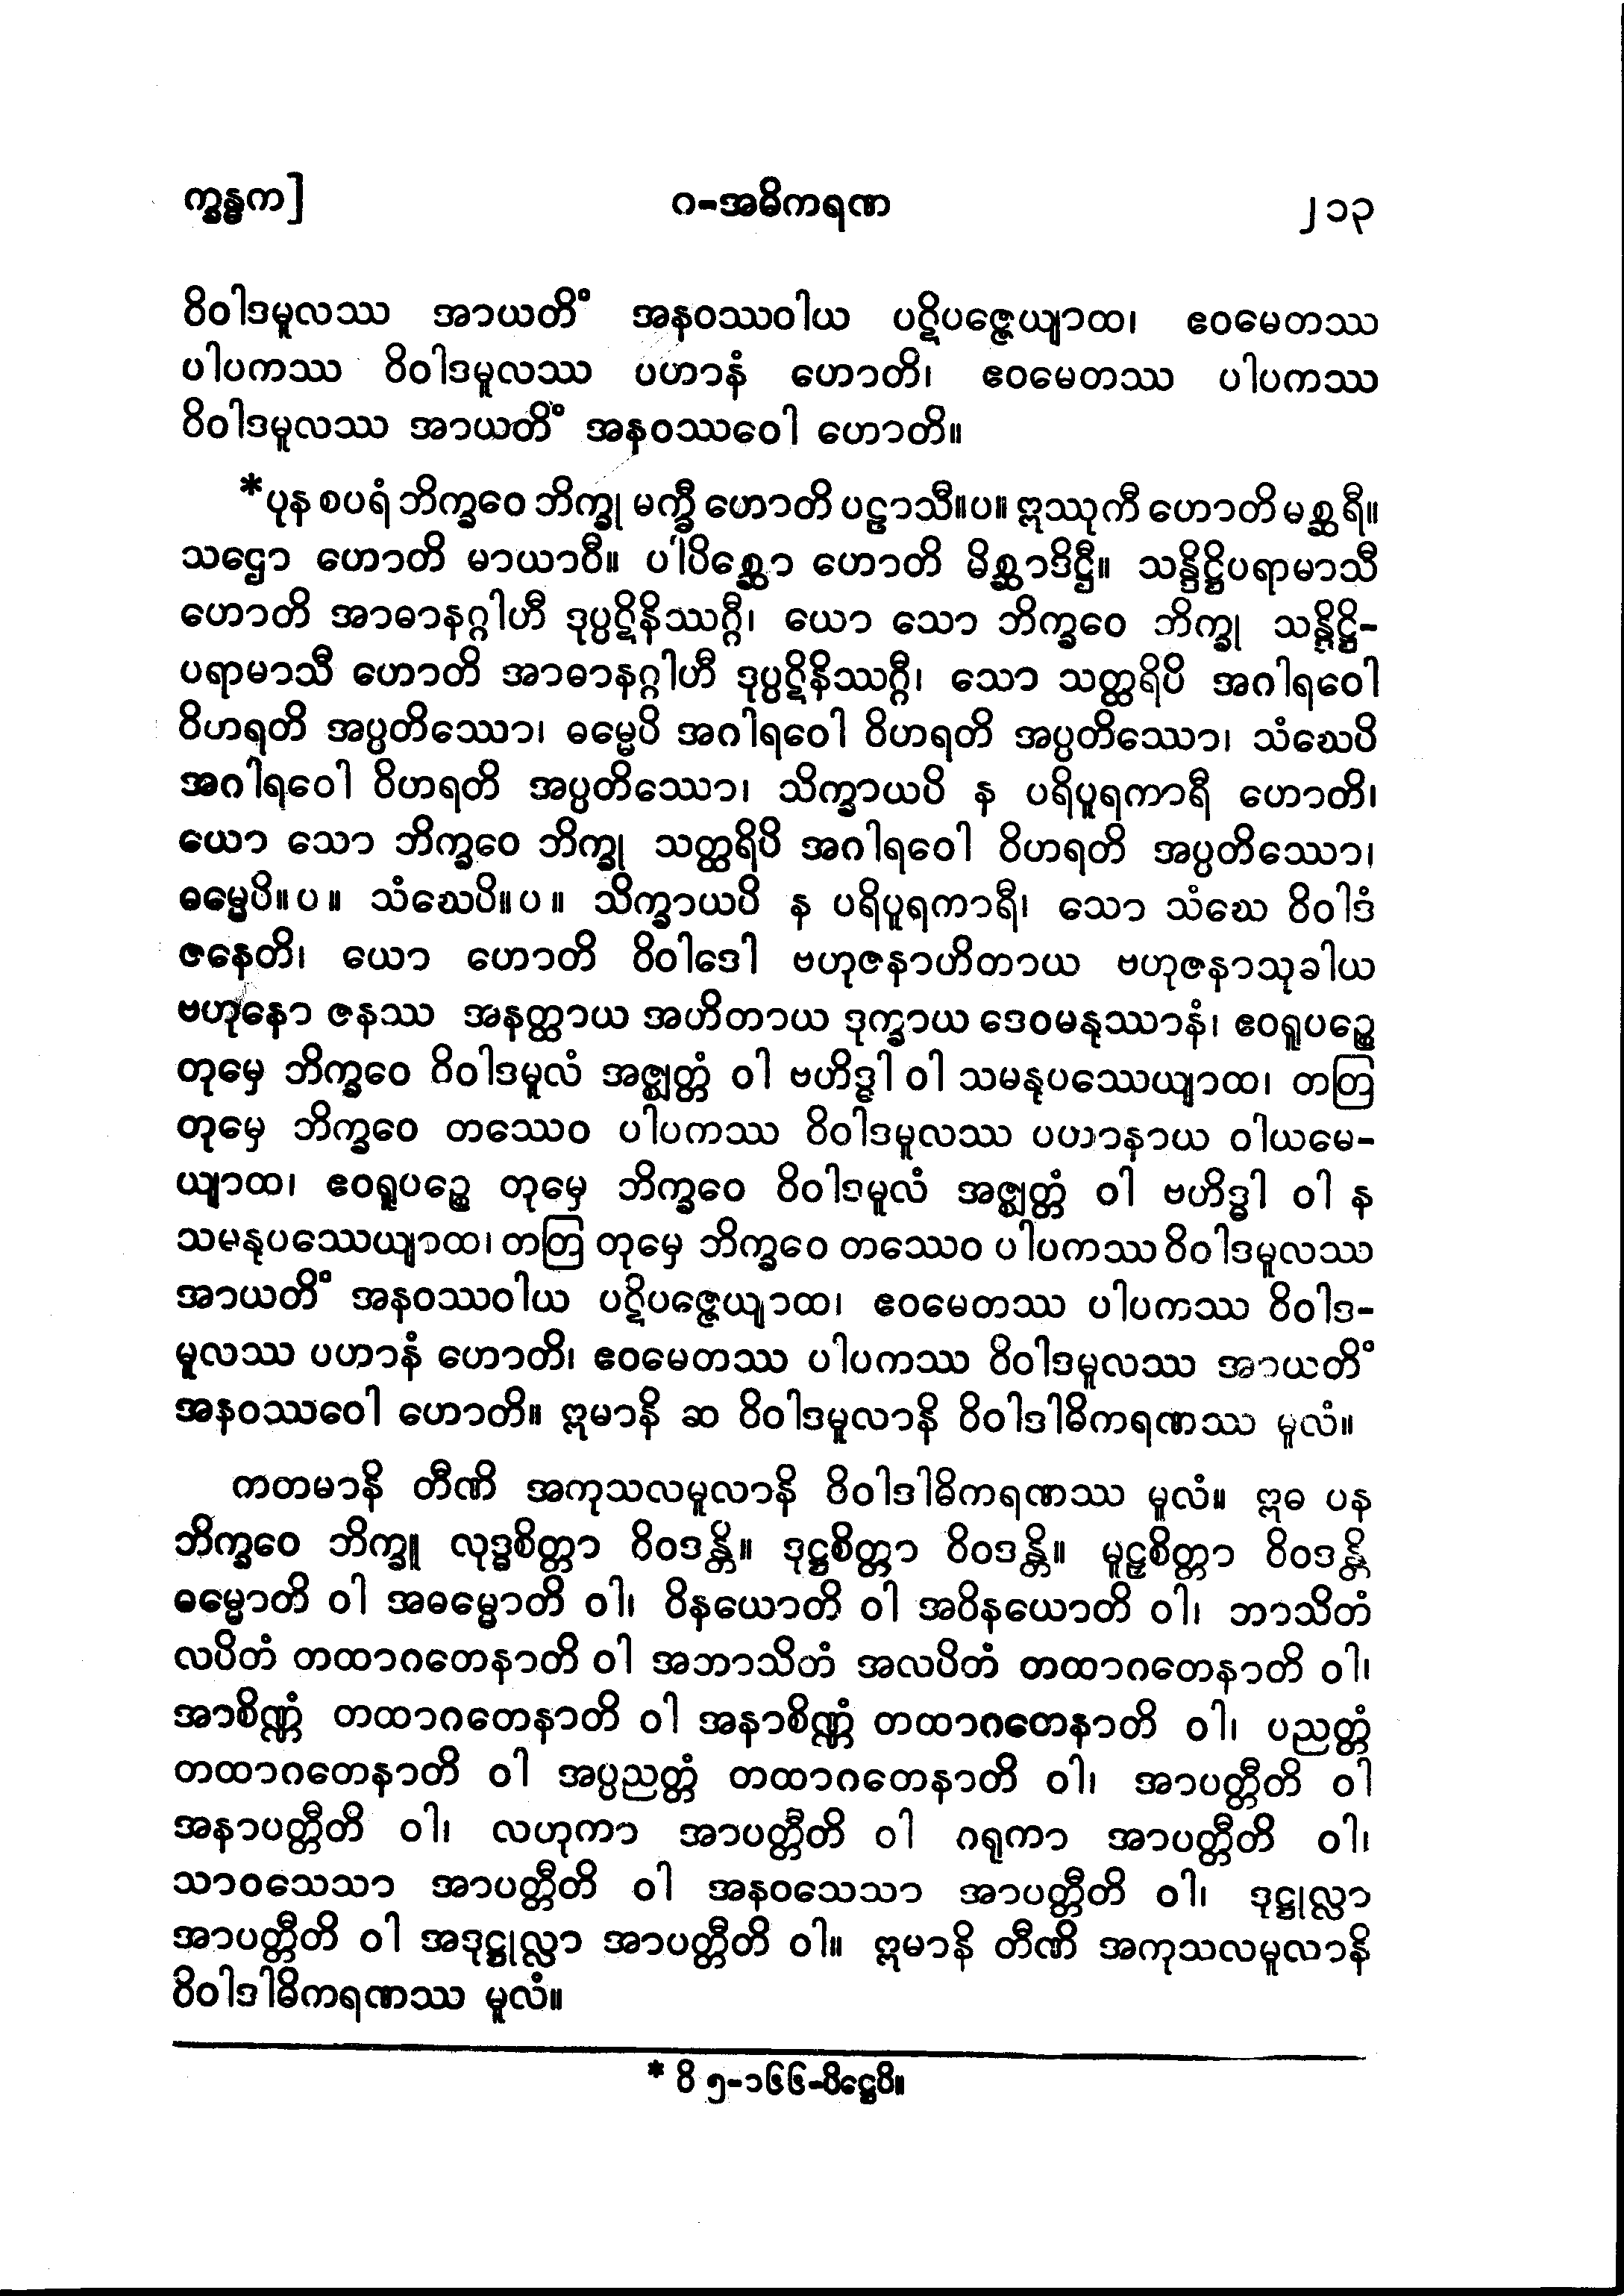 က္ခန္ဓက]
ဂ-အဓိကရဏ
၂၁၃
ဝိဝါဒမူလဿ အာယတိံ အနဝဿဝါယ ပဋိပဇ္ဇေယျာထ၊ ဧဝမေတဿ
ပါပကဿ ဝိဝါဒမူလဿ ပဟာနံ ဟောတိ၊ ဧဝမေတဿ ပါပကဿ
ဝိဝါဒမူလဿ အာယတိံ အနဝဿဝေါ ဟောတိ။
*ပုန စပရံ ဘိက္ခဝေ ဘိက္ခု မက္ခီ ဟောတိ ပဠာသီ။ပ။ ဣဿုကီ ဟောတိ မစ္ဆရီ။
သဌော ဟောတိ မာယာဝီ။ ပါပိစ္ဆော ဟောတိ မိစ္ဆာဒိဋ္ဌီ။ သန္ဒိဋ္ဌိပရာမာသီ
ဟောတိ အာဓာနဂ္ဂါဟီ ဒုပ္ပဋိနိဿဂ္ဂီ၊ ယော သော ဘိက္ခဝေ ဘိက္ခု သန္ဒိဋ္ဌိ-
ပရာမာသီ ဟောတိ အာဓာနဂ္ဂါဟီ ဒုပ္ပဋိနိဿဂ္ဂီ၊ သော သတ္ထရိပိ အဂါရဝေါ
ဝိဟရတိ အပ္ပတိဿော၊ ဓမ္မေပိ အဂါရဝေါ ဝိဟရတိ အပ္ပတိဿော၊ သံဃေပိ
အဂါရဝေါ ဝိဟရတိ အပ္ပတိဿော၊ သိက္ခာယပိ န ပရိပူရကာရီ ဟောတိ၊
ယော သော ဘိက္ခဝေ ဘိက္ခု သတ္ထရိပိ အဂါရဝေါ ဝိဟရတိ အပ္ပတိဿော၊
ဓမ္မေပိ။ပ။ သံဃေပိ။ပ။ သိက္ခာယပိ န ပရိပူရကာရီ၊ သော သံဃေ ဝိဝါဒံ
ဇနေတိ၊ ယော ဟောတိ ဝိဝါဒေါ ဗဟုဇနာဟိတာယ ဗဟုဇနာသုခါယ
ဗဟုနော ဇနဿ အနတ္ထာယ အဟိတာယ ဒုက္ခာယ ဒေဝမနုဿာနံ၊ ဧဝရူပဉ္စေ
တုမှေ ဘိက္ခဝေ ဝိဝါဒမူလံ အဇ္ဈတ္တံ ဝါ ဗဟိဒ္ဓါ ဝါ သမနုပဿေယျာထ၊ တတြ
တုမှေ ဘိက္ခဝေ တဿေဝ ပါပကဿ ဝိဝါဒမူလဿ ပဟာနာယ ဝါယမေ-
ယျာထ၊ ဧဝရူပဉ္စေ တုမှေ ဘိက္ခဝေ ဝိဝါဒမူလံ အဇ္ဈတ္တံ ဝါ ဗဟိဒ္ဓါ ဝါ န
သမနုပဿေယျာထ၊ တတြ တုမှေ ဘိက္ခဝေ တဿေဝ ပါပကဿ ဝိဝါဒမူလဿ
အာယတိံ အနဝဿဝါယ ပဋိပဇ္ဇေယျာထ၊ ဧဝမေတဿ ပါပကဿ ဝိဝါဒ-
မူလဿ ပဟာနံ ဟောတိ၊ ဧဝမေတဿ ပါပကဿ ဝိဝါဒမူလဿ အာယတိံ
အနဝဿဝေါ ဟောတိ။ ဣမာနိ ဆ ဝိဝါဒမူလာနိ ဝိဝါဒါဓိကရဏဿ မူလံ။
ကတမာနိ တီဏိ အကုသလမူလာနိ ဝိဝါဒါဓိကရဏဿ မူလံ။ ဣဓ ပန
ဘိက္ခဝေ ဘိက္ခူ လုဒ္ဓစိတ္တာ ဝိဝဒန္တိ။ ဒုဋ္ဌစိတ္တာ ဝိဝဒန္တိ။ မူဠှစိတ္တာ ဝိဝဒန္တိ
ဓမ္မောတိ ဝါ အဓမ္မောတိ ဝါ၊ ဝိနယောတိ ဝါ အဝိနယောတိ ဝါ၊ ဘာသိတံ
လပိတံ တထာဂတေနာတိ ဝါ အဘာသိတံ အလပိတံ တထာဂတေနာတိ ဝါ၊
အာစိဏ္ဏံ တထာဂတေနာတိ ဝါ အနာစိဏ္ဏံ တထာဂတေနာတိ ဝါ၊ ပညတ္တံ
တထာဂတေနာတိ ဝါ အပ္ပညတ္တံ တထာဂတေနာတိ ဝါ၊ အာပတ္တီတိ ဝါ
အနာပတ္တီတိ ဝါ၊ လဟုကာ အာပတ္တီတိ ဝါ ဂရုကာ အာပတ္တီတိ ဝါ၊
သာဝသေသာ အာပတ္တီတိ ဝါ အနဝသေသာ အာပတ္တီတိ ဝါ၊ ဒုဋ္ဌုလ္လာ
အာပတ္တီတိ ဝါ အဒုဋ္ဌုလ္လာ အာပတ္တီတိ ဝါ။ ဣမာနိ တီဏိ အကုသလမူလာနိ
ဝိဝါဒါဓိကရဏဿ မူလံ။
* ဝိ ၅-၁၆၆-ပိဋ္ဌေပိ။